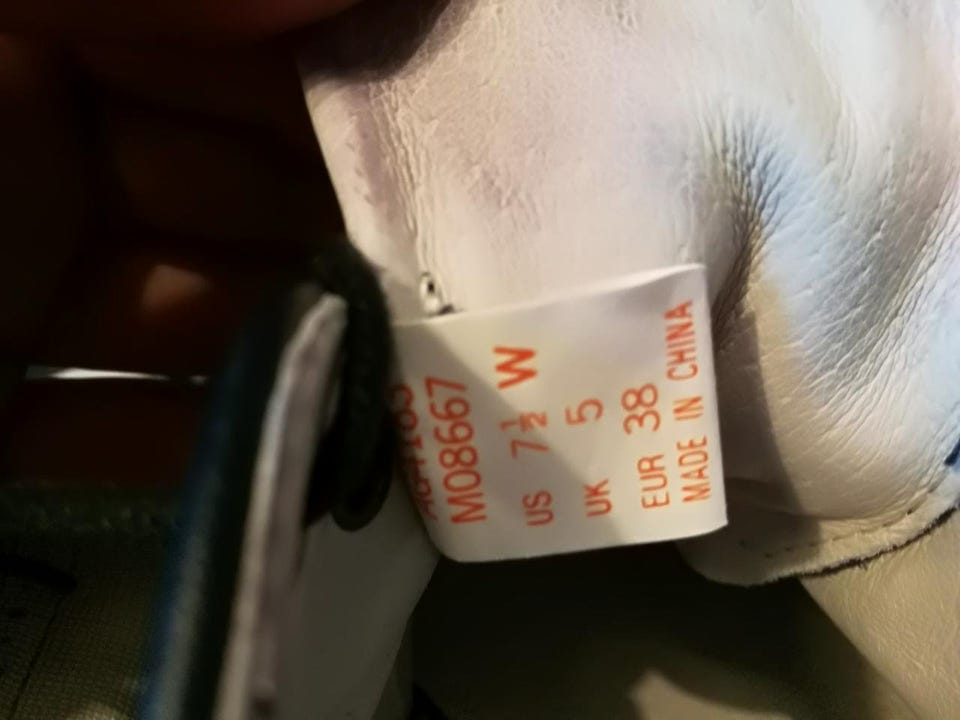 M08667
US 7½ W
UK 5
EUR 38
MADE IN CHINA